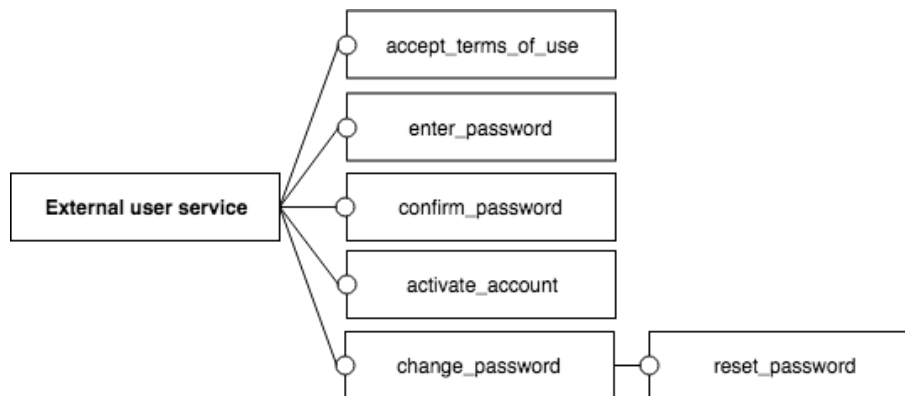 accept_terms_of_use
enter_password
External user service
confirm_password
activate_account
change_password
reset_password